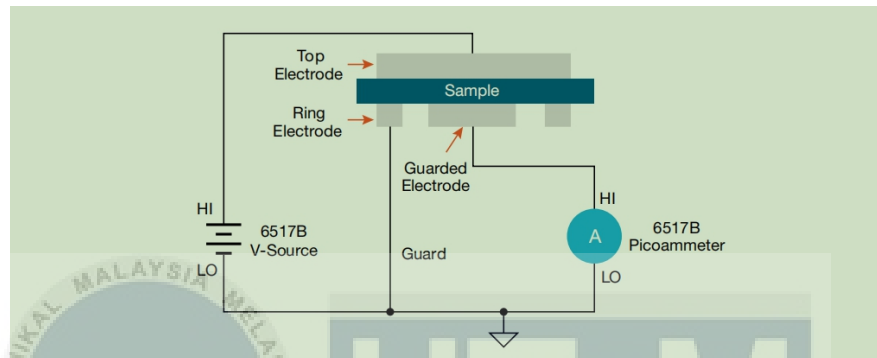 Top
Electrode
Sample
Ring
Electrode
Guarded
Electrode
HI
6517B
V-Source
LO
Guard
HI
A
6517B
Picoammeter
LO
MALAYSIA